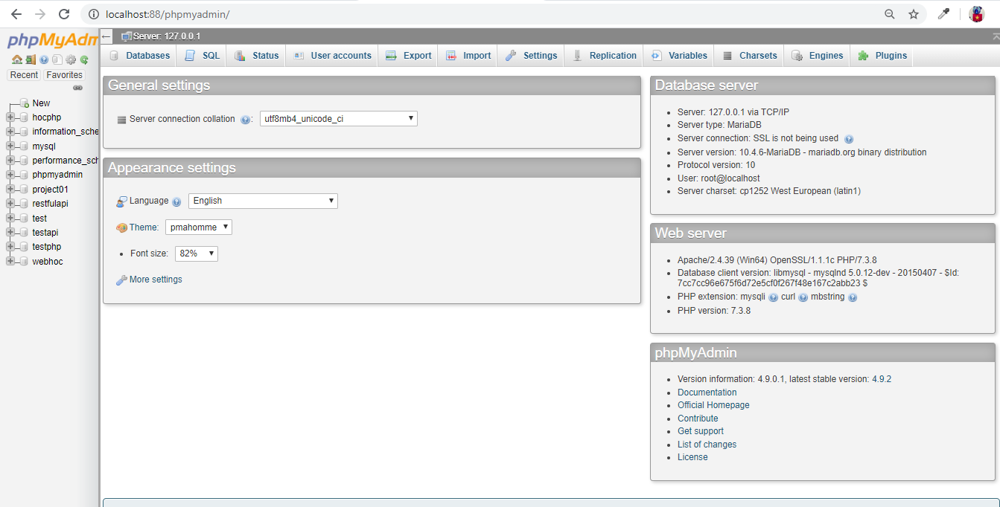 localhost:88/phpmyadmin/
phpMyAdm
Server: 127.0.0.1
Databases SQL Status User accounts Export Import Settings Replication Variables Charsets Engines Plugins
Recent Favorites
New
hocphp
information_sche
mysql
performance_sch
phpmyadmin
project01
restfulapi
test
testapi
testphp
webhoc
General settings
Server connection collation : utf8mb4_unicode_ci
Appearance settings
Language English
Theme: pmahomme
Font size: 82%
More settings
Database server
Server: 127.0.0.1 via TCP/IP
Server type: MariaDB
Server connection: SSL is not being used
Server version: 10.4.6-MariaDB - mariadb.org binary distribution
Protocol version: 10
User: root@localhost
Server charset: cp1252 West European (latin1)
Web server
Apache/2.4.39 (Win64) OpenSSL/1.1.1c PHP/7.3.8
Database client version: libmysql - mysqlnd 5.0.12-dev - 20150407 - $Id:
7cc7cc96e675f6d72e5cf0f267f48e167c2abb23 $
PHP extension: mysqli curl mbstring
PHP version: 7.3.8
phpMyAdmin
Version information: 4.9.0.1, latest stable version: 4.9.2
Documentation
Official Homepage
Contribute
Get support
List of changes
License